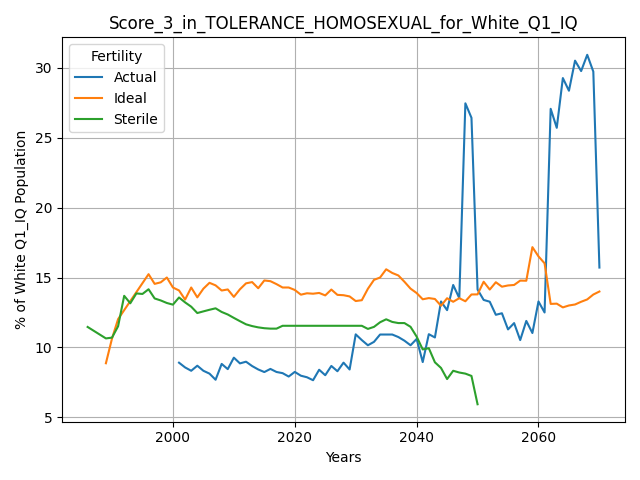 Score_3_in_TOLERANCE_HOMOSEXUAL_for_White_Q1_IQ
Fertility
Actual
Ideal
Sterile
% of White Q1_IQ Population
30
25
20
15
10
5
2000 2020 2040 2060
Years